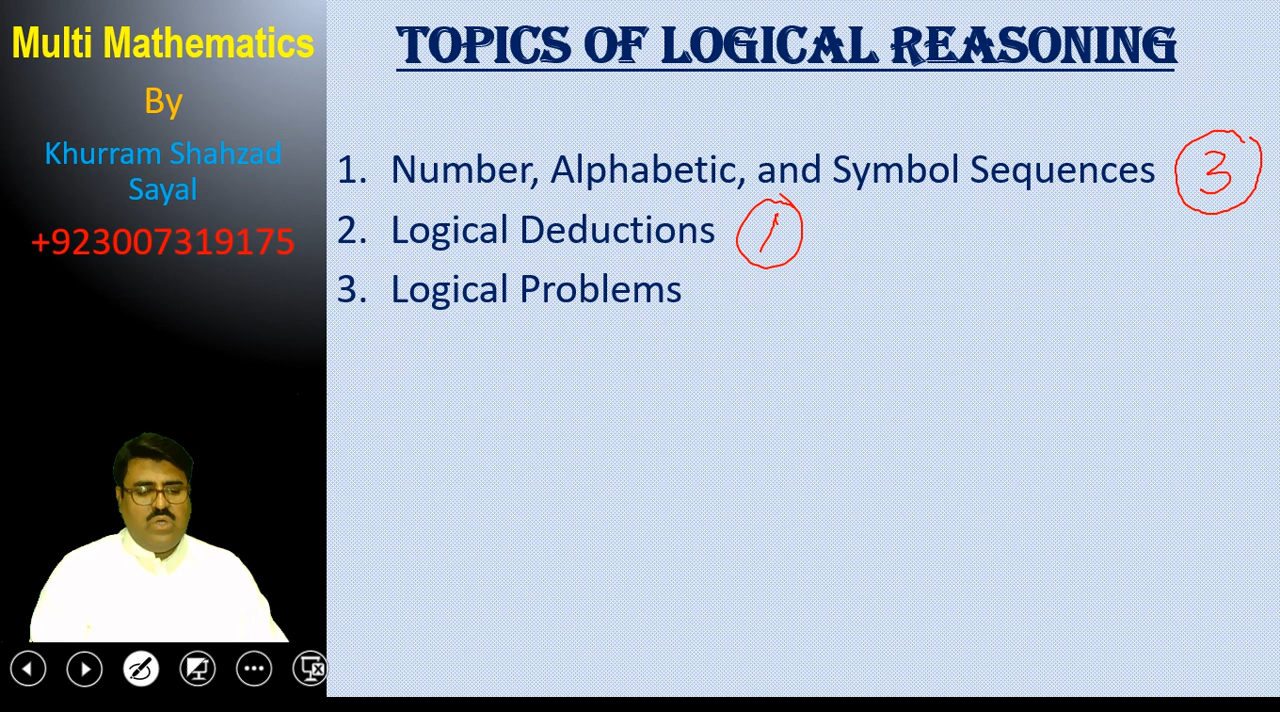 Multi Mathematics
By
Khurram Shahzad
Sayal
+923007319175
TOPICS OF LOGICAL REASONING
1. Number, Alphabetic, and Symbol Sequences 3
2. Logical Deductions 1
3. Logical Problems